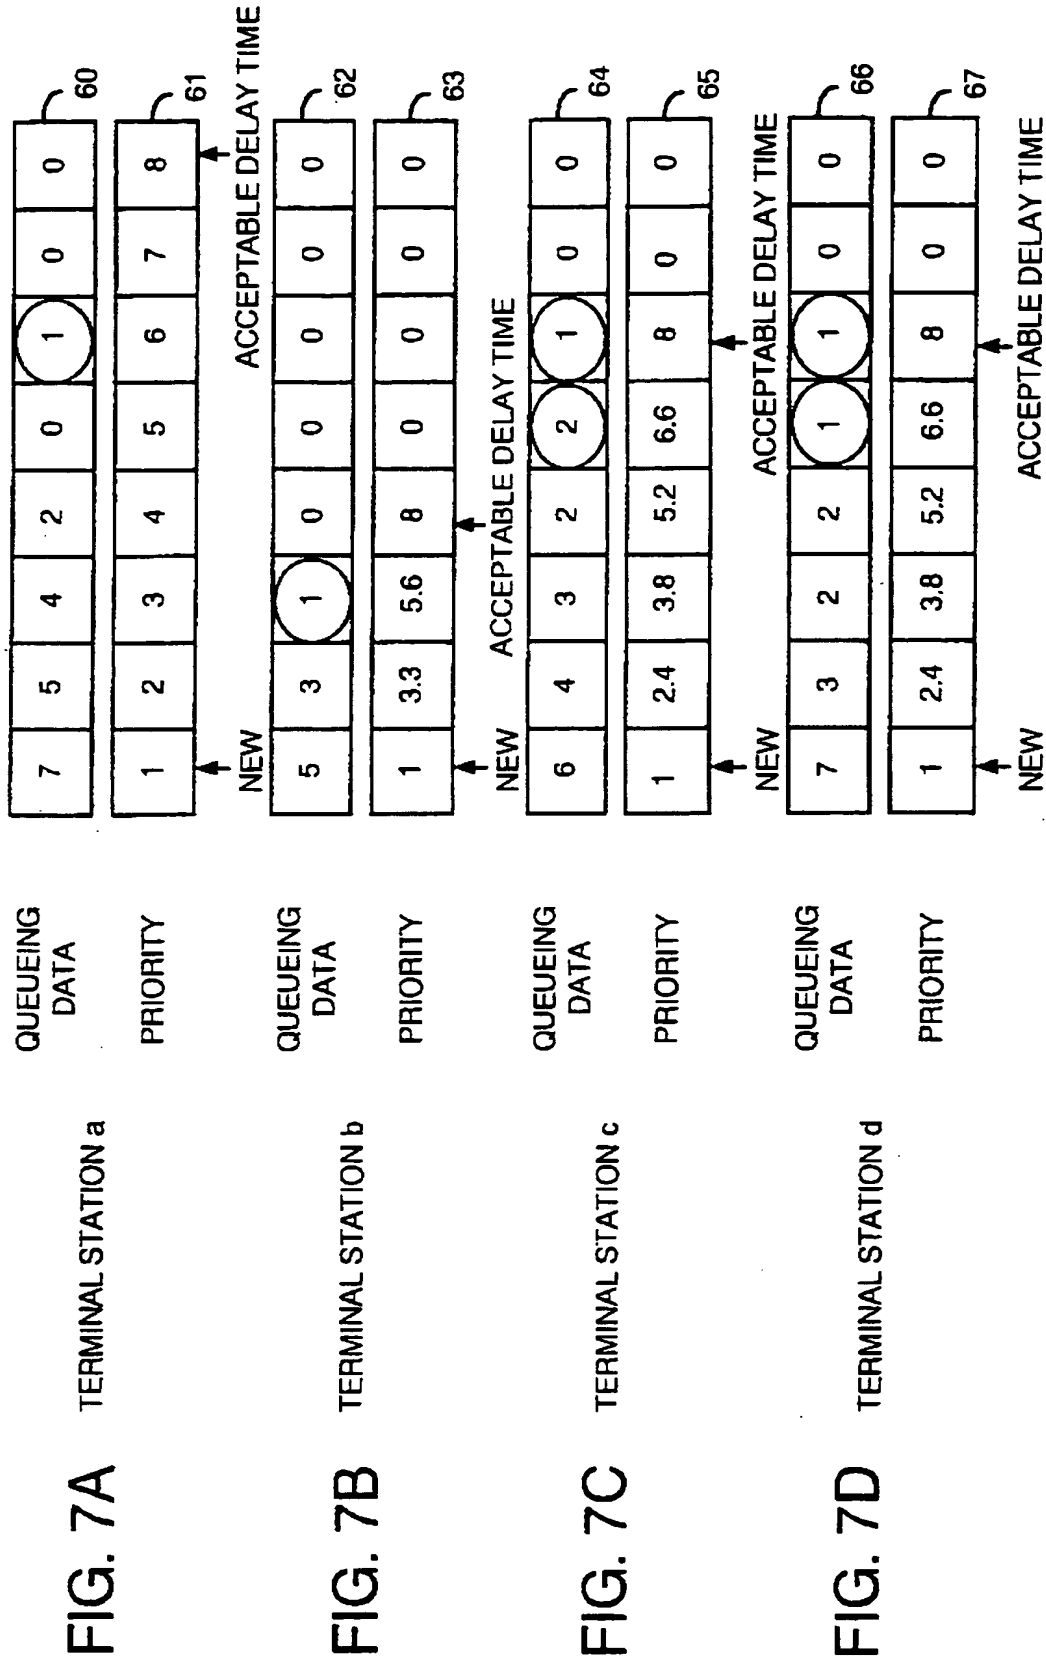 FIG. 7A
TERMINAL STATION a
QUEUEING
DATA
7 5 4 2 0 1 0 0
60
PRIORITY
1 2 3 4 5 6 7 8
61
NEW
ACCEPTABLE DELAY TIME
FIG. 7B
TERMINAL STATION b
QUEUEING
DATA
5 3 1 0 0 0 0 0
62
PRIORITY
1 3.3 5.6 8 0 0 0 0
63
NEW
ACCEPTABLE DELAY TIME
FIG. 7C
TERMINAL STATION c
QUEUEING
DATA
6 4 3 2 2 1 0 0
64
PRIORITY
1 2.4 3.8 5.2 6.6 8 0 0
65
NEW
ACCEPTABLE DELAY TIME
FIG. 7D
TERMINAL STATION d
QUEUEING
DATA
7 3 2 2 1 1 0 0
66
PRIORITY
1 2.4 3.8 5.2 6.6 8 0 0
67
NEW
ACCEPTABLE DELAY TIME